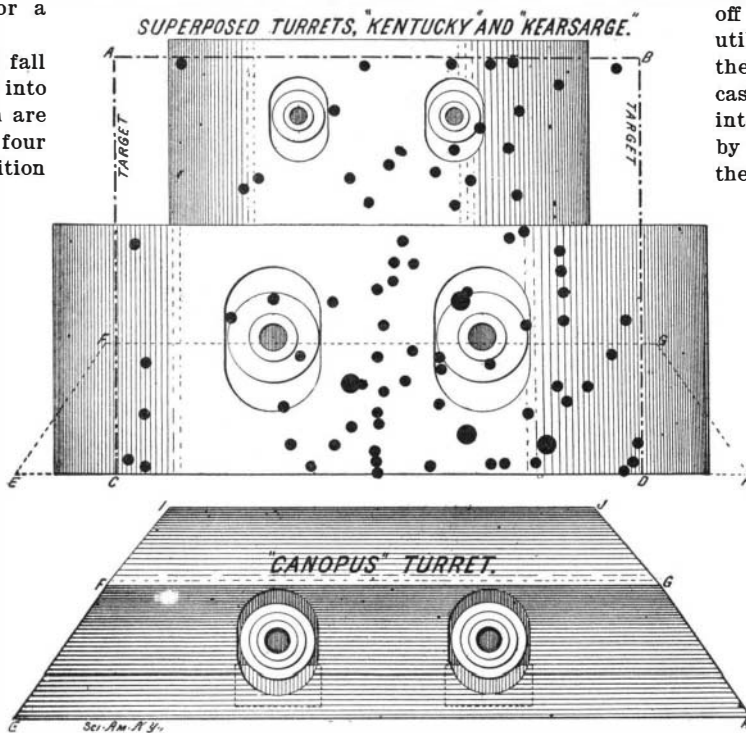 or a
fall
into
are
four
ition
off
util
the
cas
int
by
the
SUPERPOSED TURRETS, "KENTUCKY" AND "KEARSARGE."
A
B
TARGET
TARGET
F
G
E
C
D
I
J
"CANOPUS" TURRET.
F
G
E
Sci-Am. N.Y.